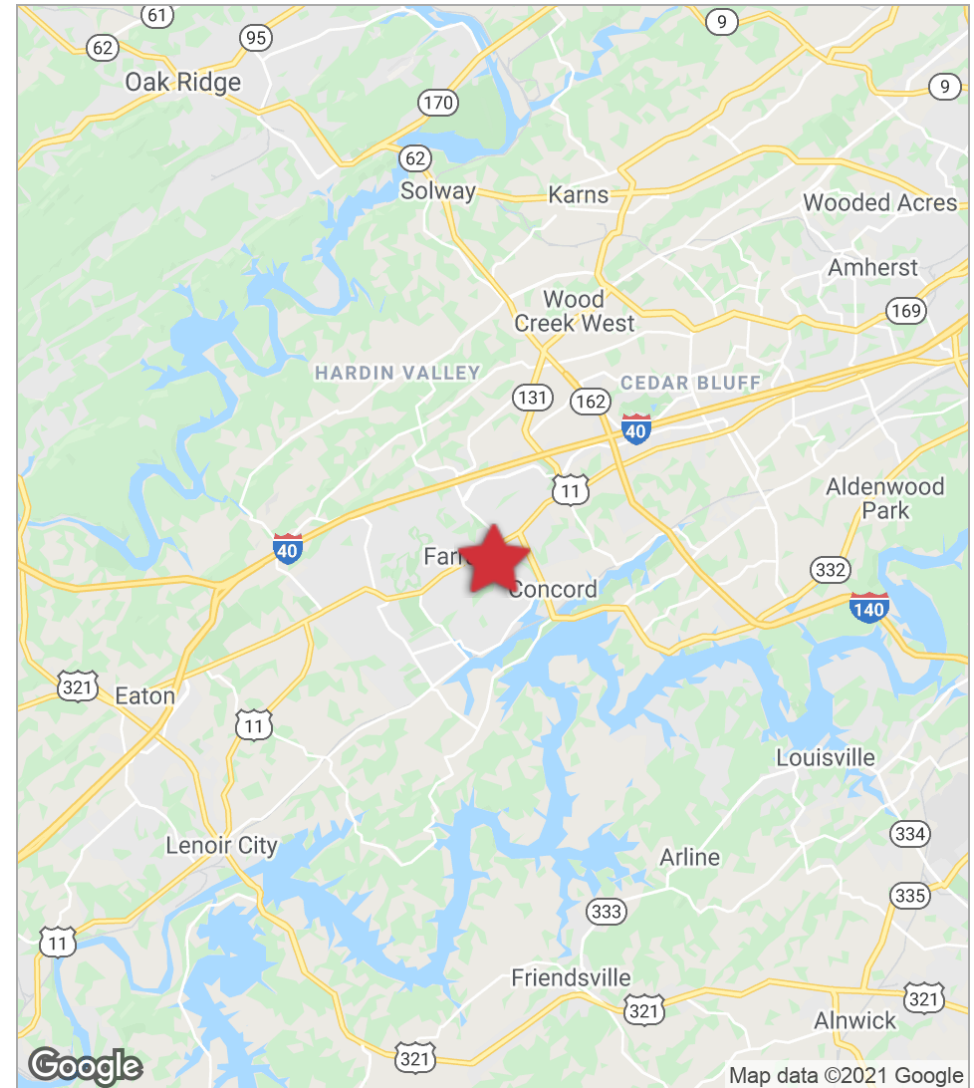 61
9
62
95
Oak Ridge
9
170
62
Solway
Karns
Wooded Acres
Amherst
Wood
Creek West
169
HARDIN VALLEY
CEDAR BLUFF
131
162
40
11
Aldenwood
Park
40
Farr
332
Concord
140
321
Eaton
11
Louisville
334
Lenoir City
Arline
335
333
11
Friendsville
321
321
Alnwick
321
Google
Map data ©2021 Google